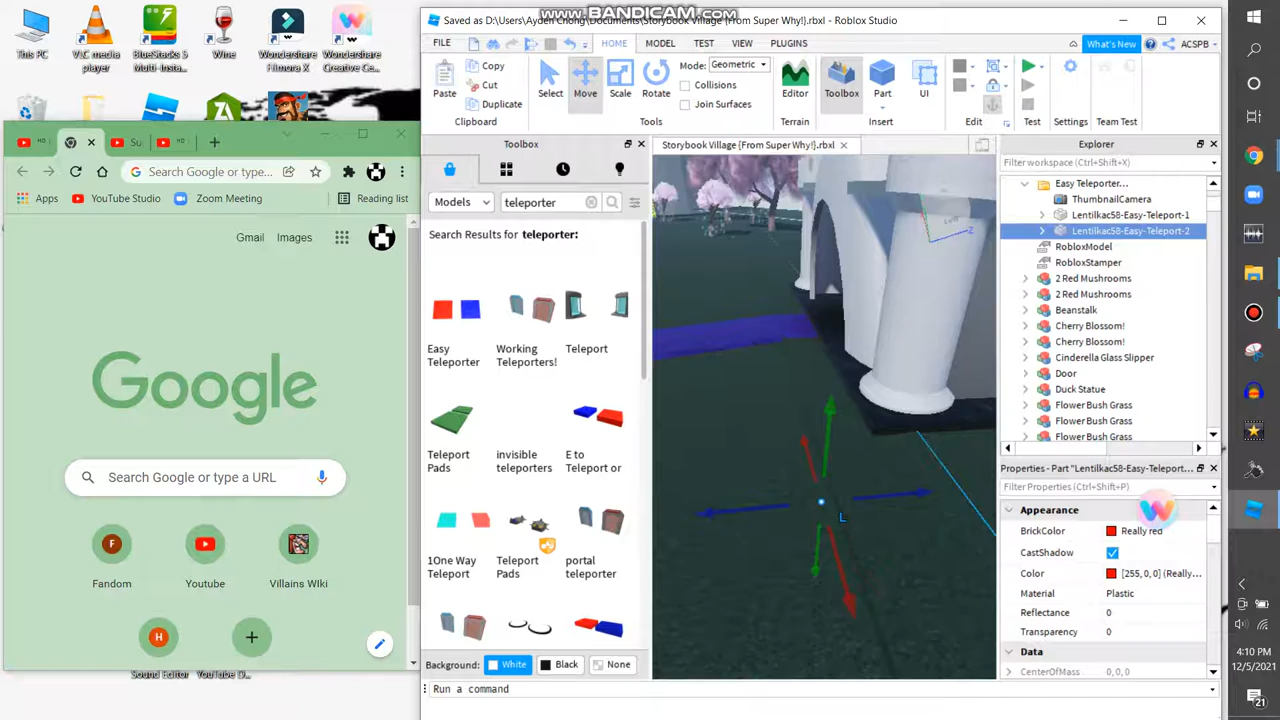 www.BANDICAM.com
This PC
VLC media player
BlueStacks 5 Multi-Insta...
Wine
Wondershare Filmora X
Wondershare Creative Ce...
Saved as D:\Users\Ayden Chong\Documents\Storybook Village {From Super Why!}.rbxl - Roblox Studio
FILE HOME MODEL TEST VIEW PLUGINS What's New ACSPB
Paste Copy Cut Duplicate Clipboard
Select Move Scale Rotate Mode: Geometric Collisions Join Surfaces Tools
Editor Terrain
Toolbox Part UI Insert
Edit
Test
Settings
Team Test
HD Su HD
Search Google or type...
Apps YouTube Studio Zoom Meeting Reading list
Gmail Images
Google
Search Google or type a URL
Fandom Youtube Villains WIki
F
H
Sound Editor YouTube D...
Toolbox
Models teleporter
Search Results for teleporter:
Easy Teleporter
Working Teleporters!
Teleport
Teleport Pads
invisible teleporters
E to Teleport or
1One Way Teleport
Teleport Pads
portal teleporter
Background: White Black None
Run a command
Storybook Village {From Super Why!}.rbxl
Left
Z
L
Explorer
Filter workspace (Ctrl+Shift+X)
Easy Teleporter...
ThumbnailCamera
Lentilkac58-Easy-Teleport-1
Lentilkac58-Easy-Teleport-2
RobloxModel
RobloxStamper
2 Red Mushrooms
2 Red Mushrooms
Beanstalk
Cherry Blossom!
Cherry Blossom!
Cinderella Glass Slipper
Door
Duck Statue
Flower Bush Grass
Flower Bush Grass
Flower Bush Grass
Properties - Part "Lentilkac58-Easy-Teleport...
Filter Properties (Ctrl+Shift+P)
Appearance
BrickColor Really red
CastShadow
Color [255, 0, 0] (Really...
Material Plastic
Reflectance 0
Transparency 0
Data
CenterOfMass 0, 0, 0
4:10 PM
12/5/2021
21